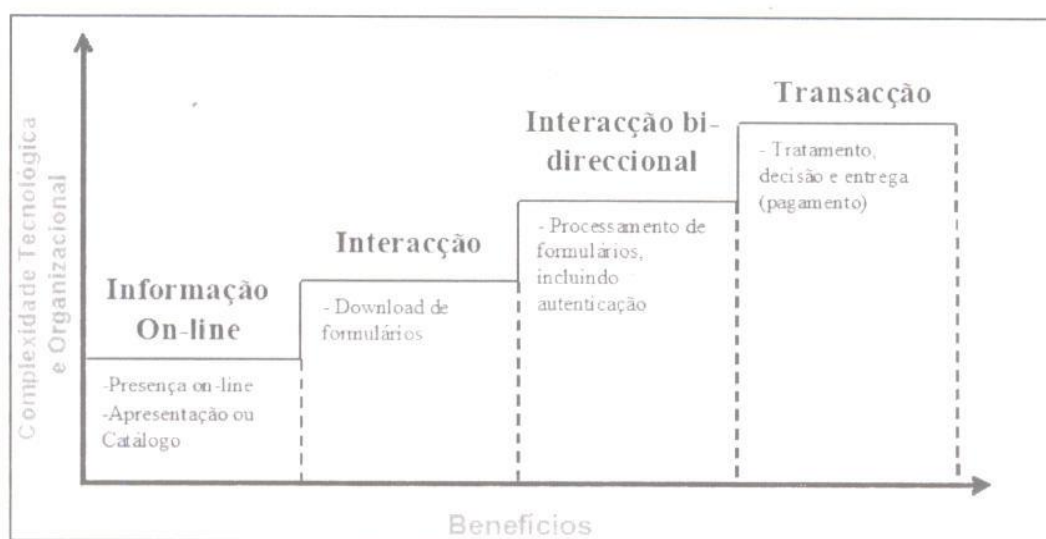 Complexidade Tecnológica
e Organizacional
Informação
On-line
-Presença on-line
-Apresentação ou
Catálogo
Interacção
- Download de
formulários
Interacção bi-
direccional
- Processamento de
formulários,
incluindo
autenticação
Transacção
- Tratamento,
decisão e entrega
(pagamento)
Benefícios